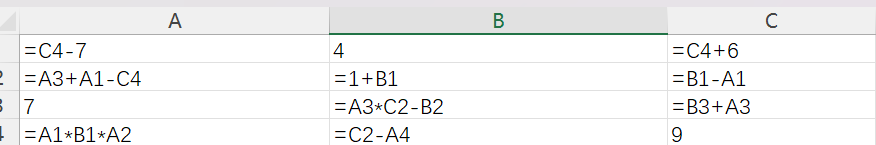 A B C
=C4-7 4 =C4+6
2 =A3+A1-C4 =1+B1 =B1-A1
3 7 =A3*C2-B2 =B3+A3
4 =A1*B1*A2 =C2-A4 9